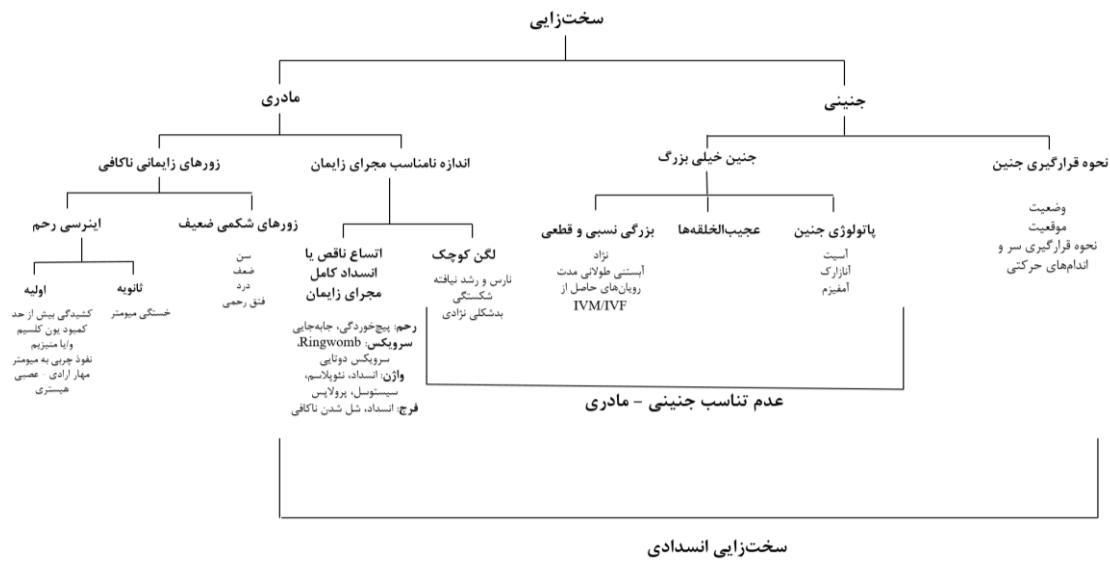 سخت‌زایی
مادری
جنینی
زورهای زایمانی ناکافی
اندازه نامناسب مجرای زایمان
جنین خیلی بزرگ
نحوه قرارگیری جنین
وضعیت
موقعیت
نحوه قرارگیری سر و
اندام‌های حرکتی
پاتولوژی جنین
آسیت
آنازارک
آمفیزم
عجیب‌الخلقه‌ها
بزرگی نسبی و قطعی
نژاد
آبستنی طولانی مدت
رویان‌های حاصل از
IVM/IVF
لگن کوچک
نارس و رشد نیافته
شکستگی
بدشکلی نژادی
اتساع ناقص یا
انسداد کامل
مجرای زایمان
رحم: پیچ‌خوردگی، جابه‌جایی
سرویکس: Ringwomb،
سرویکس دوتایی
واژن: انسداد، نئوپلاسم،
سیستوسل، پرولاپس
فرج: انسداد، شل شدن ناکافی
زورهای شکمی ضعیف
سن
ضعف
درد
فتق رحمی
اینرسی رحم
ثانویه
خستگی میومتر
اولیه
کشیدگی بیش از حد
کمبود یون کلسیم
و/یا منیزیم
نفوذ چربی به میومتر
مهار ارادی - عصبی
هیستری
عدم تناسب جنینی – مادری
سخت‌زایی انسدادی